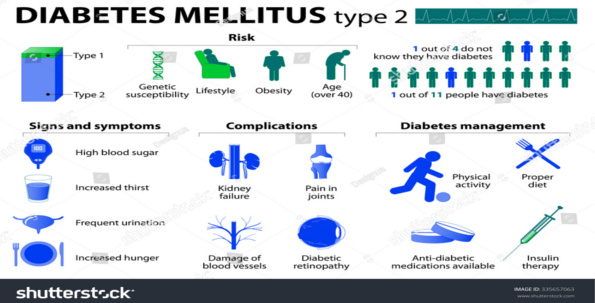 DIABETES MELLITUS type 2
Type 1
Type 2
Risk
Genetic
susceptibility
Lifestyle
Obesity
Age
(over 40)
1 out of 4 do not
know they have diabetes
1 out of 11 people have diabetes
Signs and symptoms
High blood sugar
Increased thirst
Frequent urination
Increased hunger
Complications
Kidney
failure
Pain in
joints
Damage of
blood vessels
Diabetic
retinopathy
Diabetes management
Physical
activity
Proper
diet
Anti-diabetic
medications available
Insulin
therapy
shutterstock
IMAGE ID: 335657063
www.shutterstock.com